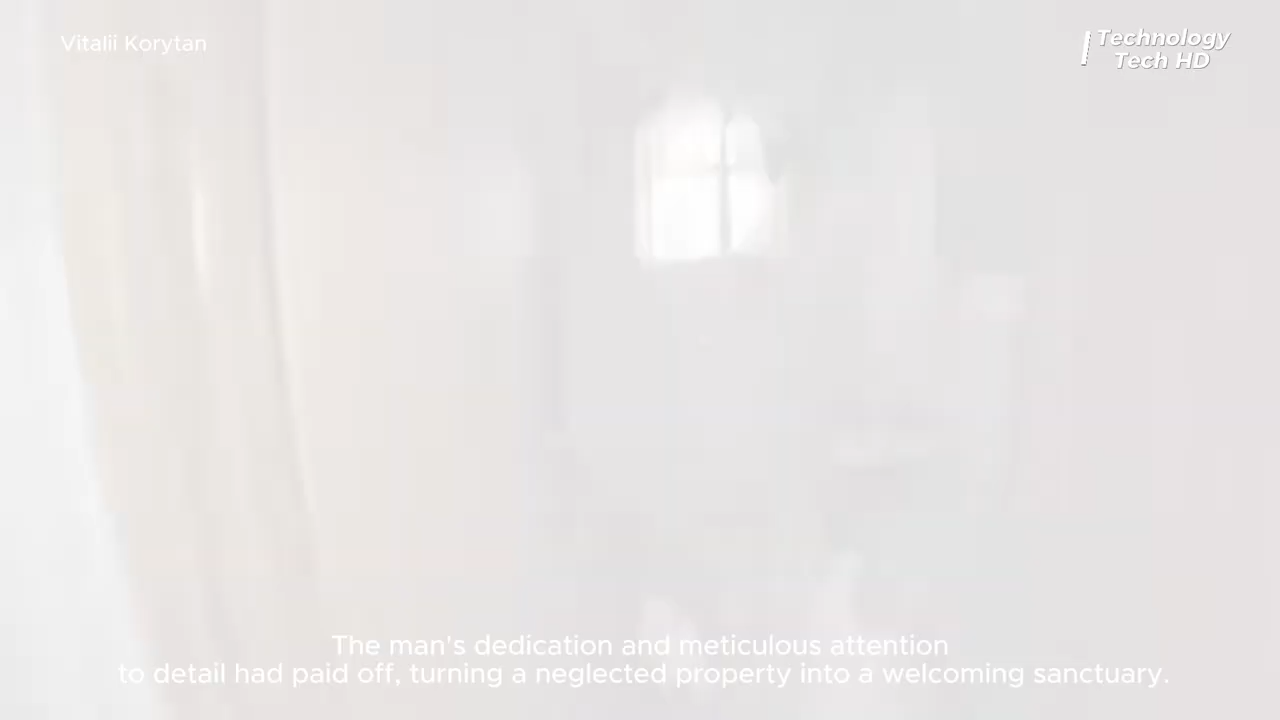 Vitalii Korytan
Technology
Tech HD
The man's dedication and meticulous attention
to detail had paid off, turning a neglected property into a welcoming sanctuary.